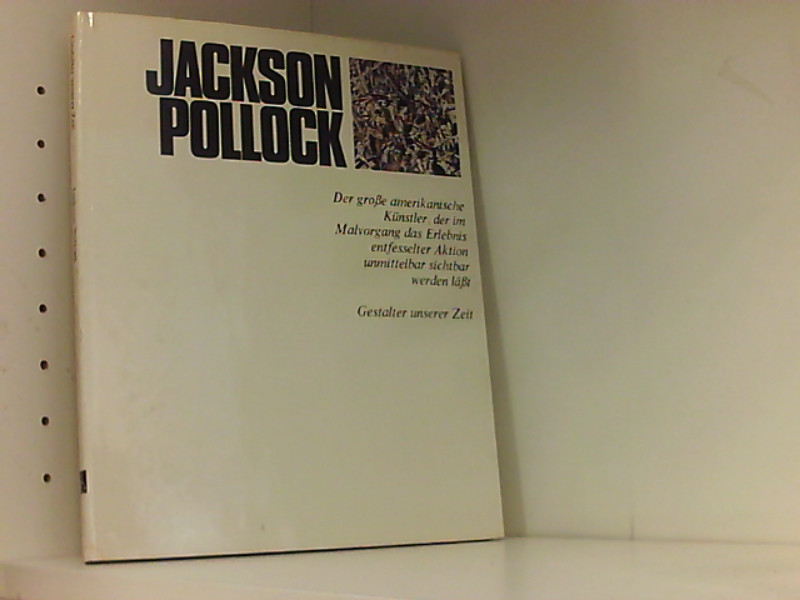 JACKSON
POLLOCK
Der große amerikanische
Künstler, der im
Malvorgang das Erlebnis
entfesselter Aktion
unmittelbar sichtbar
werden läßt
Gestalter unserer Zeit